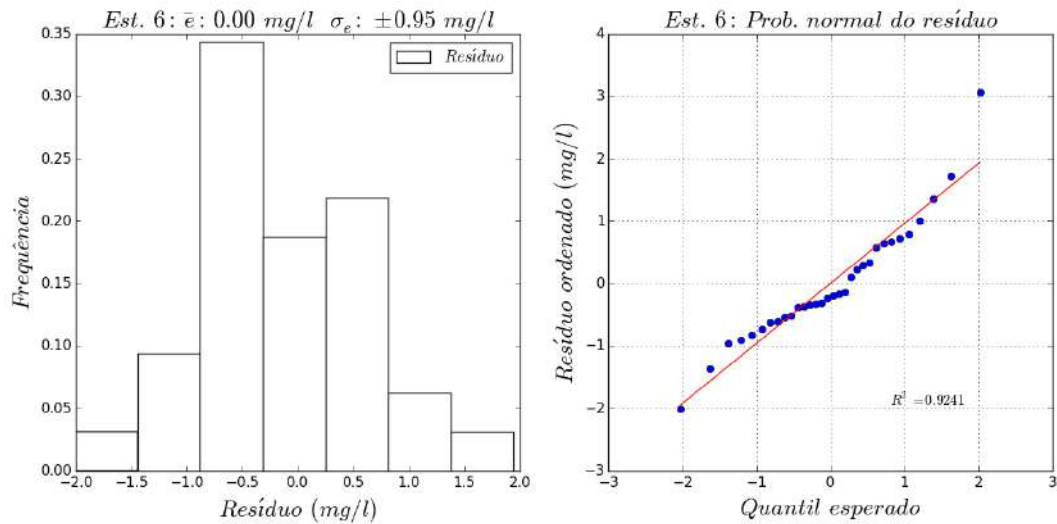 Est. 6: ē: 0.00 mg/l σe: ±0.95 mg/l
0.35
0.30
0.25
0.20
0.15
0.10
0.05
0.00
Frequência
Resíduo
−2.0 −1.5 −1.0 −0.5 0.0 0.5 1.0 1.5 2.0
Resíduo (mg/l)
Est. 6: Prob. normal do resíduo
4
3
2
1
0
−1
−2
−3
Resíduo ordenado (mg/l)
R² =0.9241
−3 −2 −1 0 1 2 3
Quantil esperado